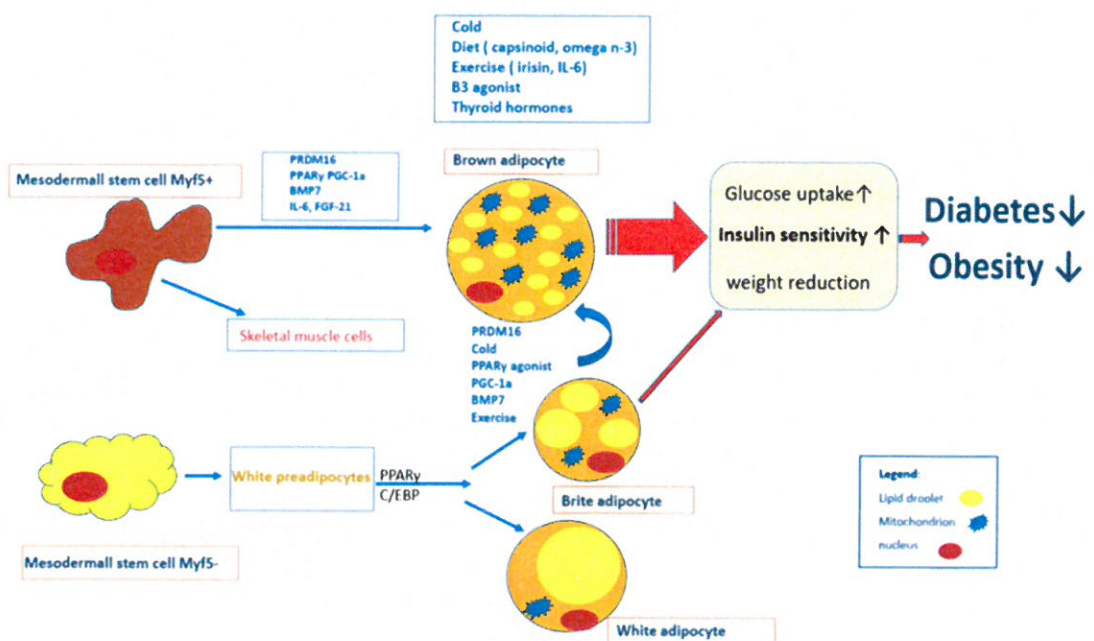 Cold
Diet ( capsinoid, omega n-3)
Exercise ( irisin, IL-6)
B3 agonist
Thyroid hormones
Mesodermall stem cell Myf5+
PRDM16
PPARγ PGC-1a
BMP7
IL-6, FGF-21
Brown adipocyte
Glucose uptake↑
Insulin sensitivity ↑
weight reduction
Diabetes↓
Obesity ↓
Skeletal muscle cells
PRDM16
Cold
PPARγ agonist
PGC-1a
BMP7
Exercise
White preadipocytes
PPARγ
C/EBP
Brite adipocyte
Mesodermall stem cell Myf5-
White adipocyte
Legend:
Lipid droplet
Mitochondrion
nucleus